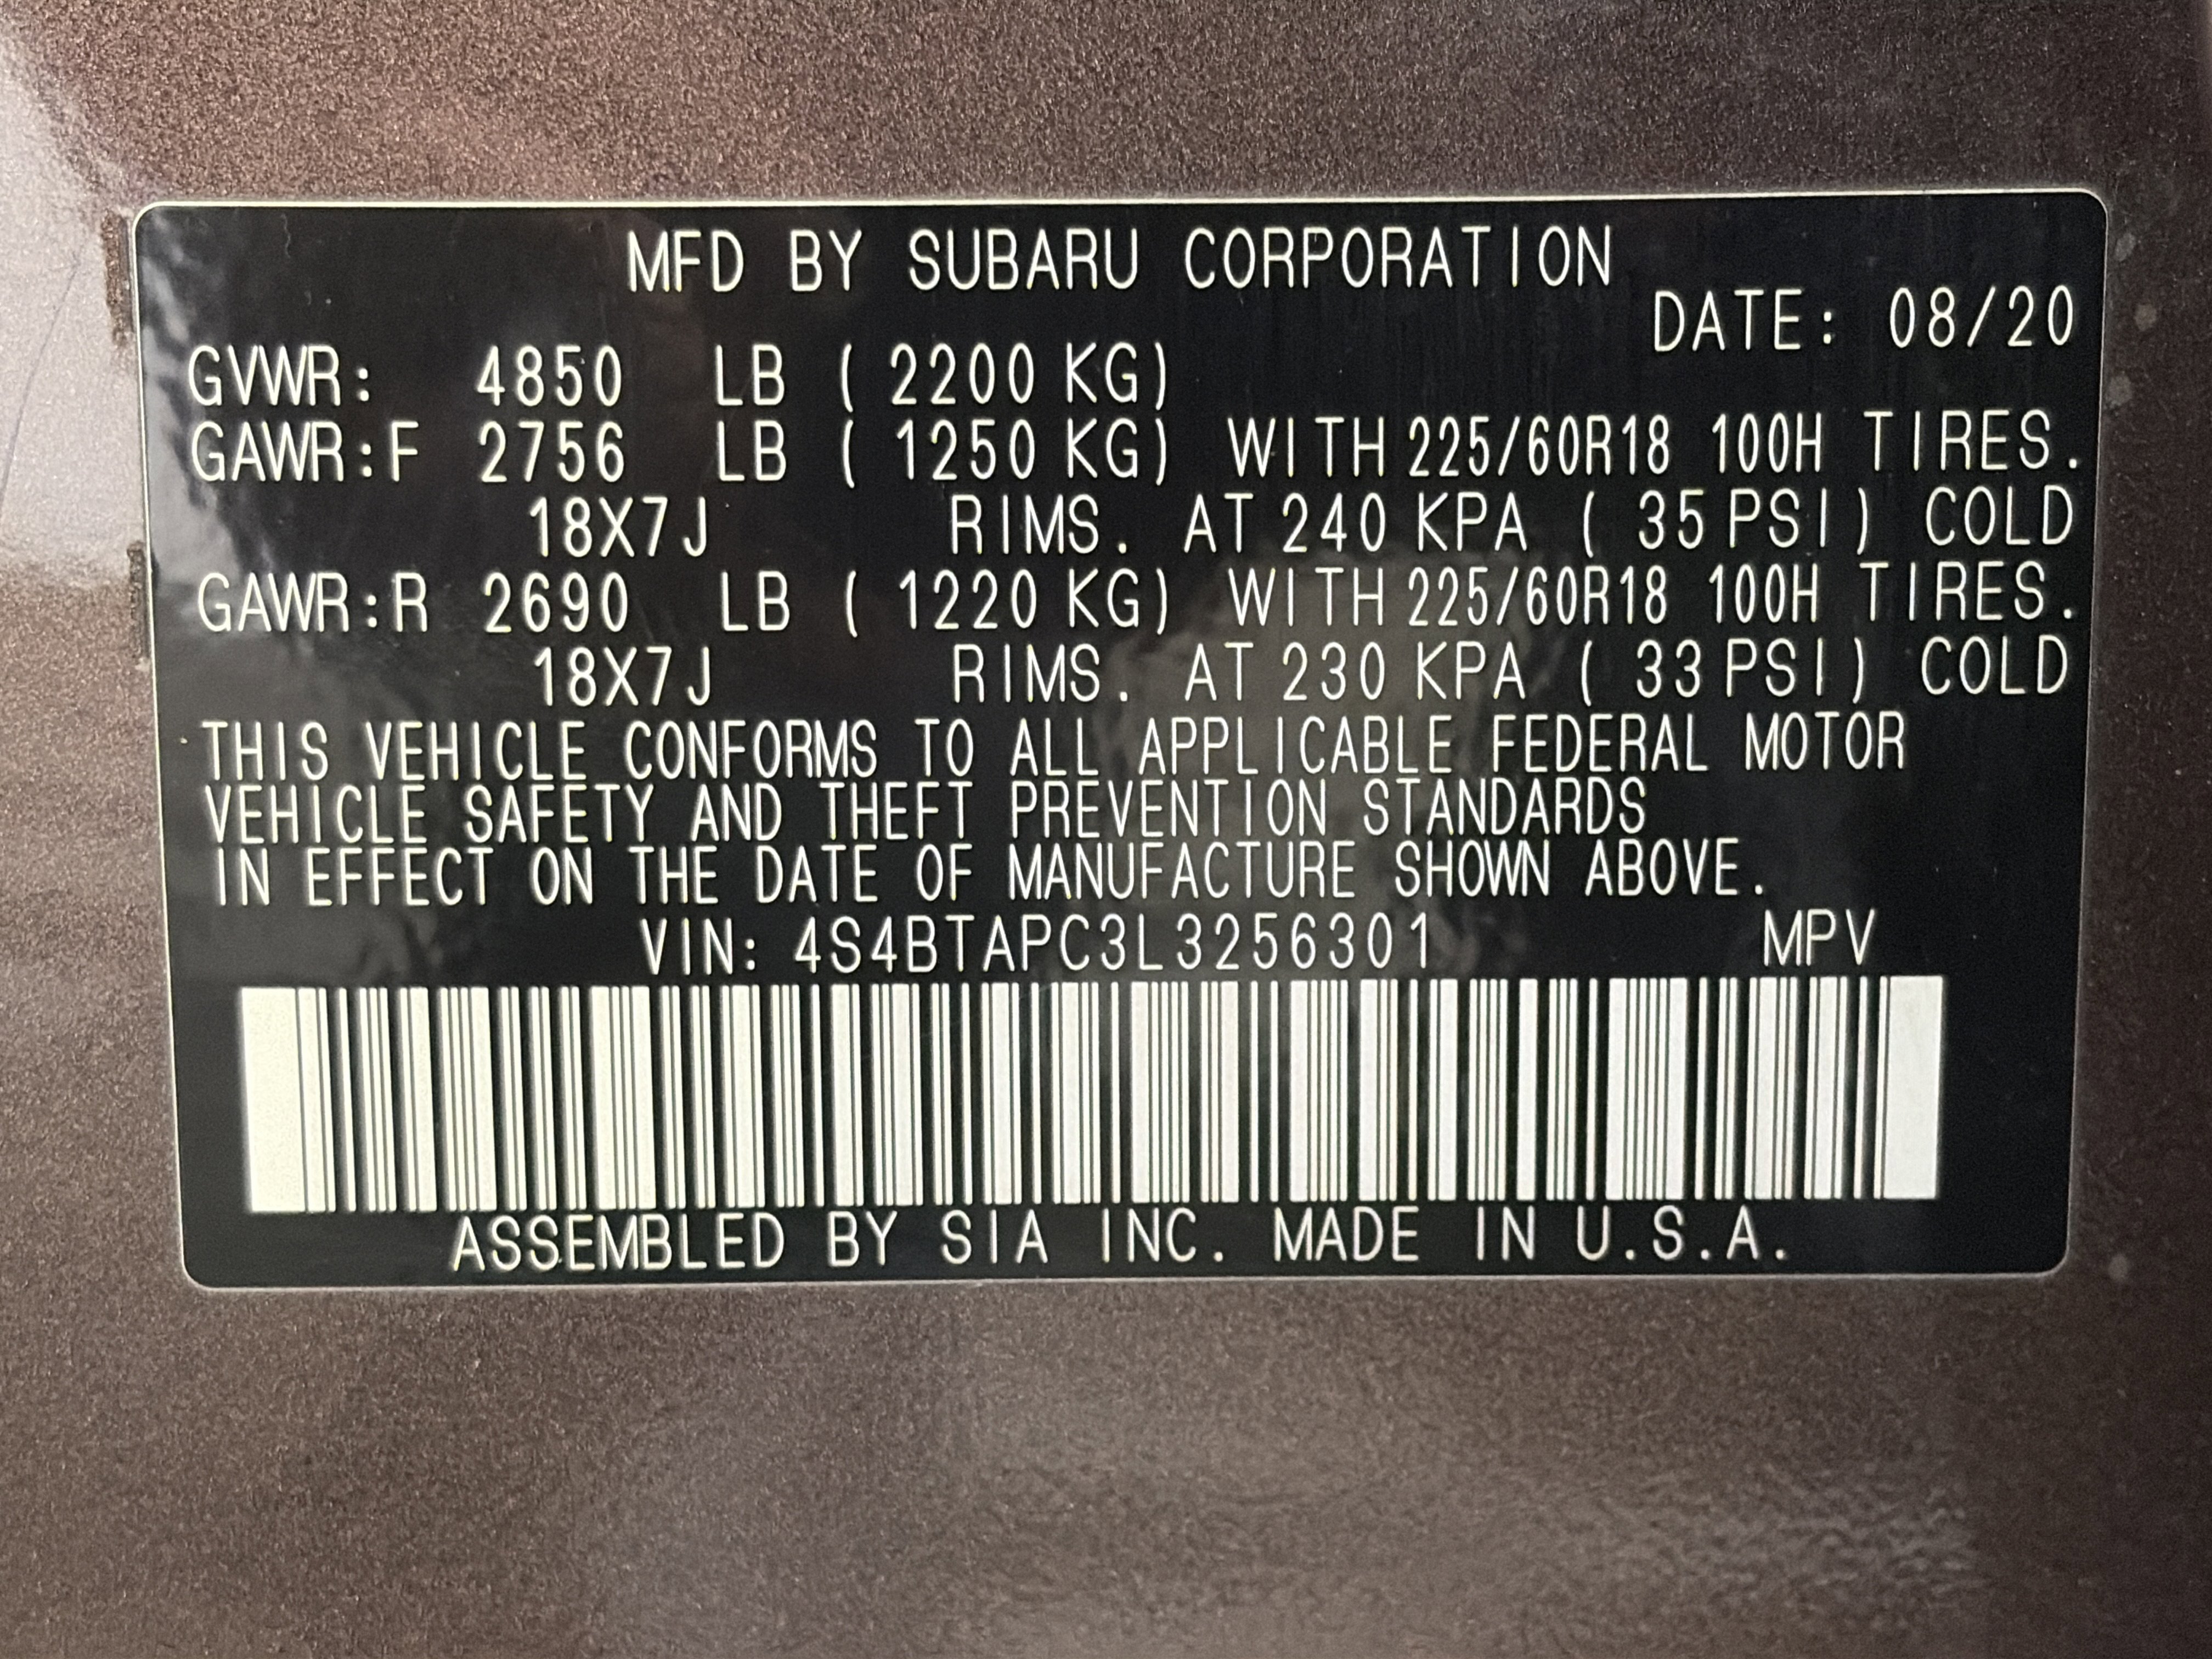 MFD BY SUBARU CORPORATION
DATE: 08/20
GVWR: 4850 LB ( 2200 KG)
GAWR:F 2756 LB ( 1250 KG) WITH 225/60R18 100H TIRES.
18X7J RIMS. AT 240 KPA ( 35 PSI) COLD
GAWR:R 2690 LB ( 1220 KG) WITH 225/60R18 100H TIRES.
18X7J RIMS. AT 230 KPA ( 33 PSI) COLD
THIS VEHICLE CONFORMS TO ALL APPLICABLE FEDERAL MOTOR
VEHICLE SAFETY AND THEFT PREVENTION STANDARDS
IN EFFECT ON THE DATE OF MANUFACTURE SHOWN ABOVE.
VIN: 4S4BTAPC3L3256301 MPV
ASSEMBLED BY SIA INC. MADE IN U.S.A.